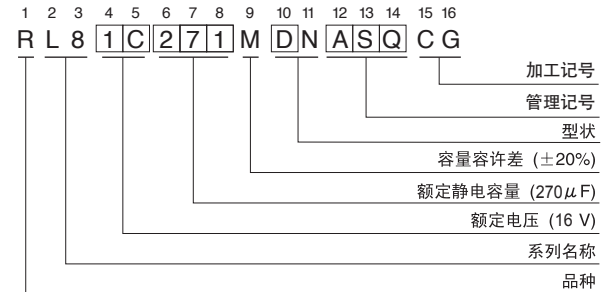 1 2 3 4 5 6 7 8 9 10 11 12 13 14 15 16
R L 8 1 C 2 7 1 M D N A S Q C G
加工记号
管理记号
型状
容量容许差 (±20%)
额定静电容量 (270μF)
额定电压 (16 V)
系列名称
品种